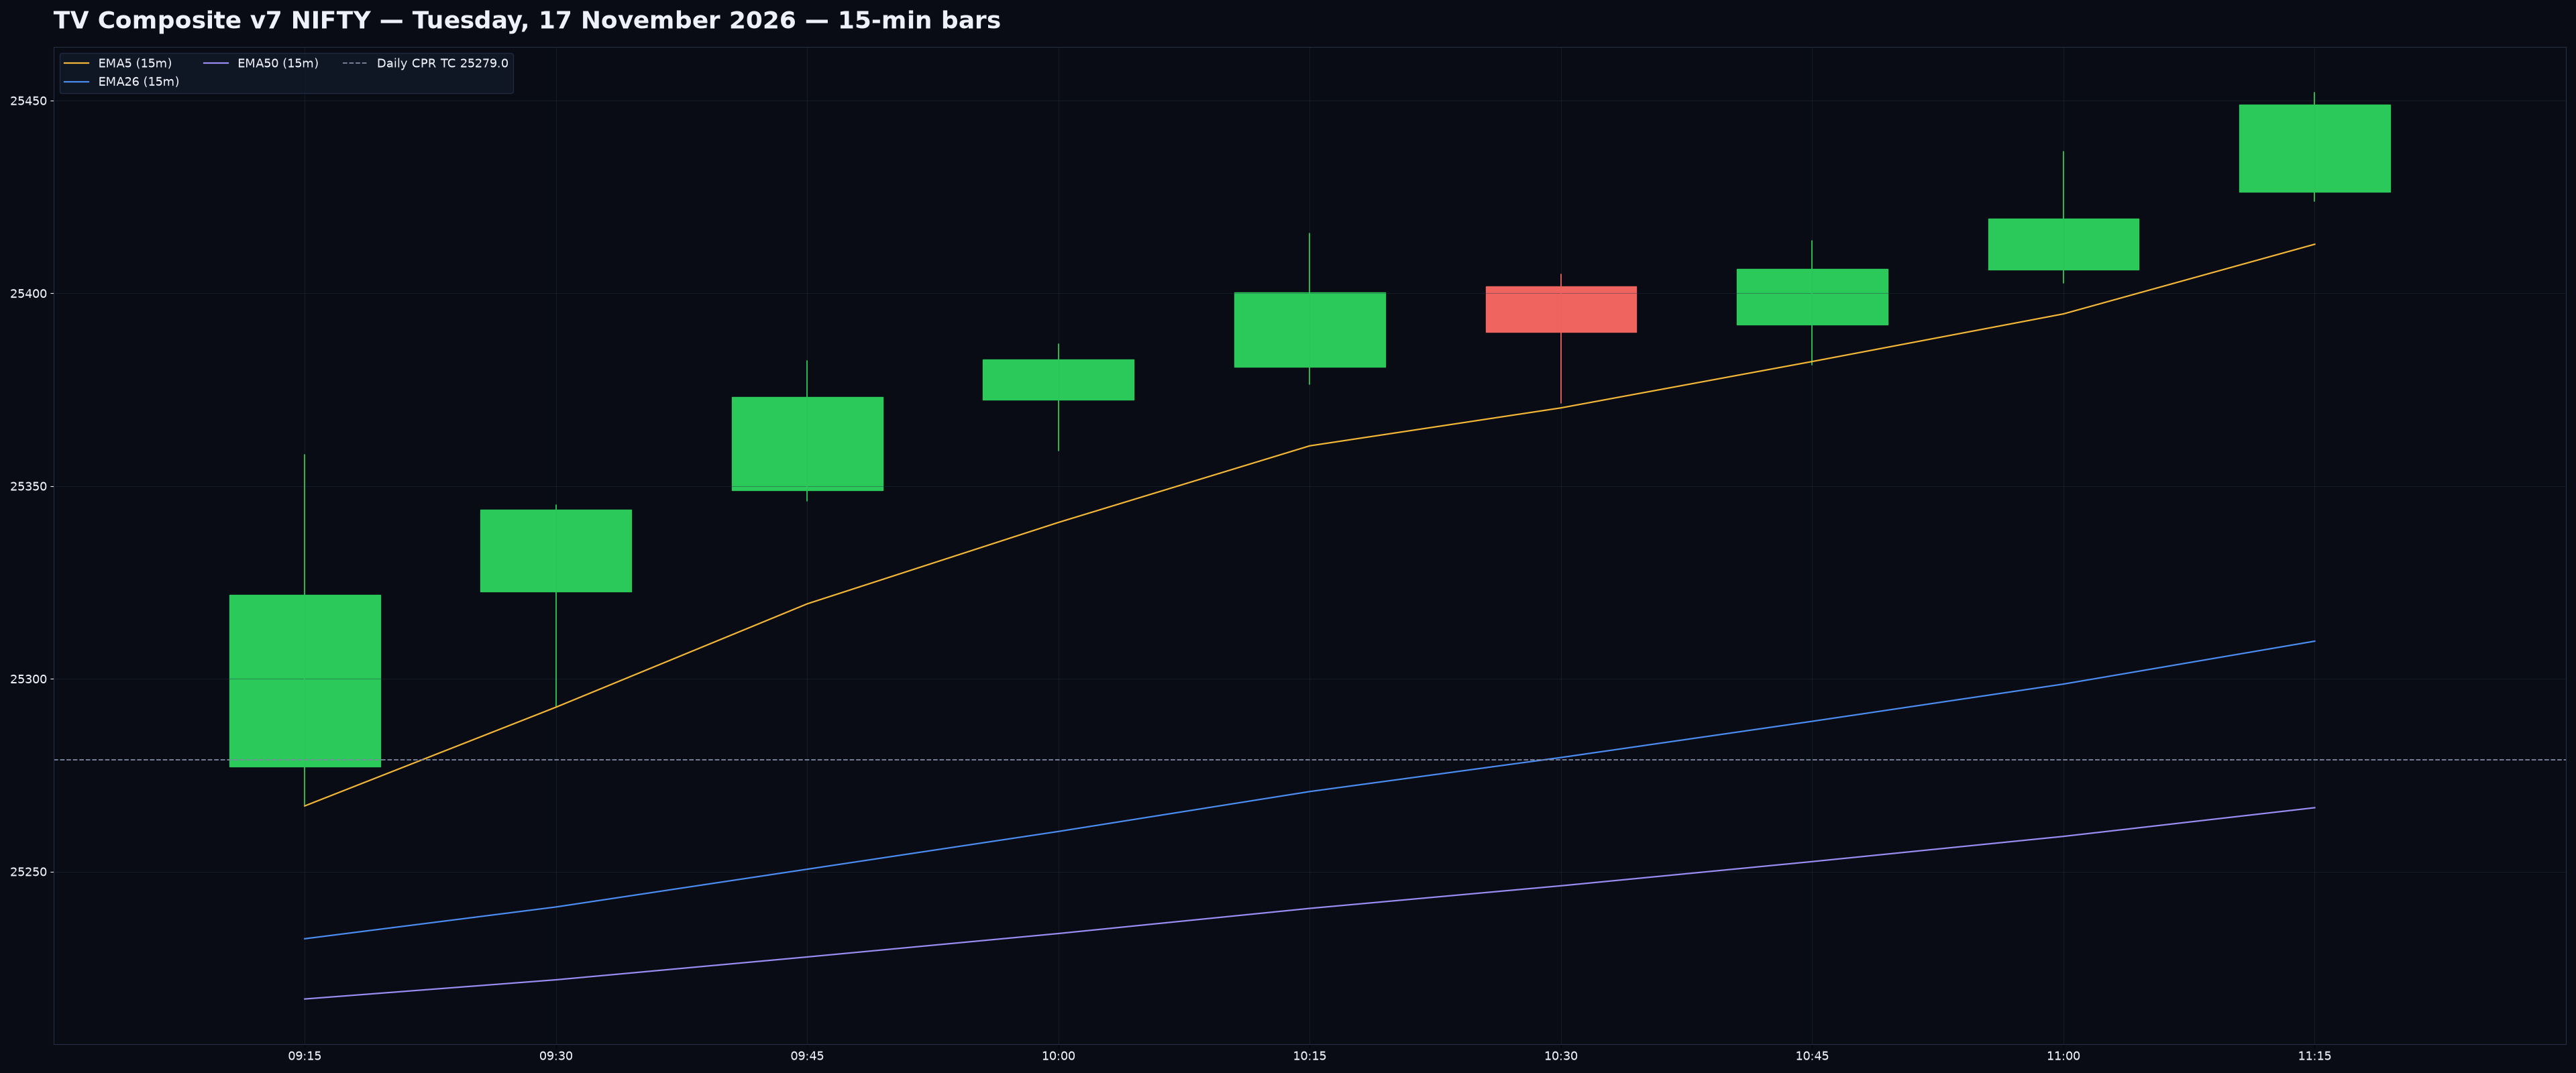 TV Composite v7 NIFTY — Tuesday, 17 November 2026 — 15-min bars
EMA5 (15m) EMA50 (15m) Daily CPR TC 25279.0
EMA26 (15m)
25450
25400
25350
25300
25250
09:15 09:30 09:45 10:00 10:15 10:30 10:45 11:00 11:15